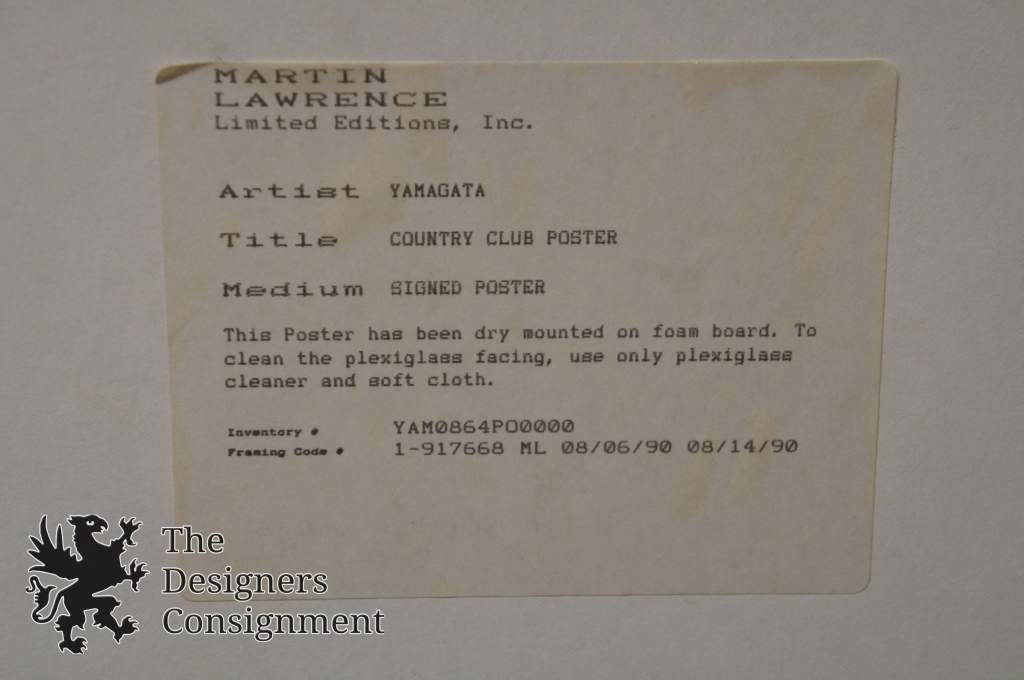 MARTIN
LAWRENCE
Limited Editions, Inc.
Artist YAMAGATA
Title COUNTRY CLUB POSTER
Medium SIGNED POSTER
This Poster has been dry mounted on foam board. To
clean the plexiglass facing, use only plexiglass
cleaner and soft cloth.
Inventory # YAM0864PO0000
Framing Code # 1-917668 ML 08/06/90 08/14/90
The
Designers
Consignment